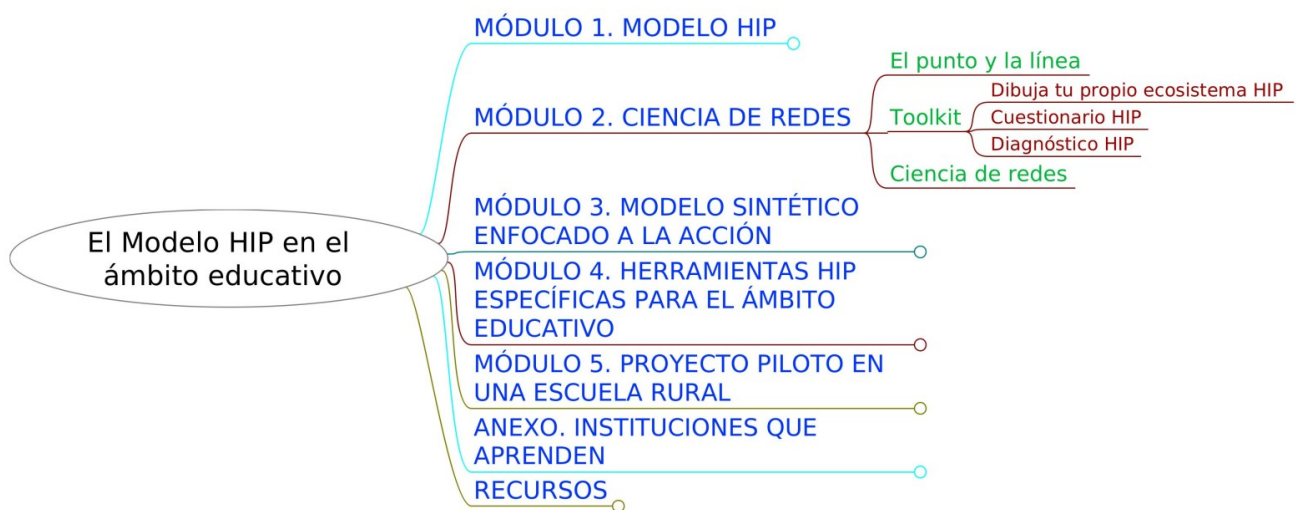 El Modelo HIP en el
ámbito educativo
MÓDULO 1. MODELO HIP
MÓDULO 2. CIENCIA DE REDES
El punto y la línea
Toolkit
Dibuja tu propio ecosistema HIP
Cuestionario HIP
Diagnóstico HIP
Ciencia de redes
MÓDULO 3. MODELO SINTÉTICO
ENFOCADO A LA ACCIÓN
MÓDULO 4. HERRAMIENTAS HIP
ESPECÍFICAS PARA EL ÁMBITO
EDUCATIVO
MÓDULO 5. PROYECTO PILOTO EN
UNA ESCUELA RURAL
ANEXO. INSTITUCIONES QUE
APRENDEN
RECURSOS